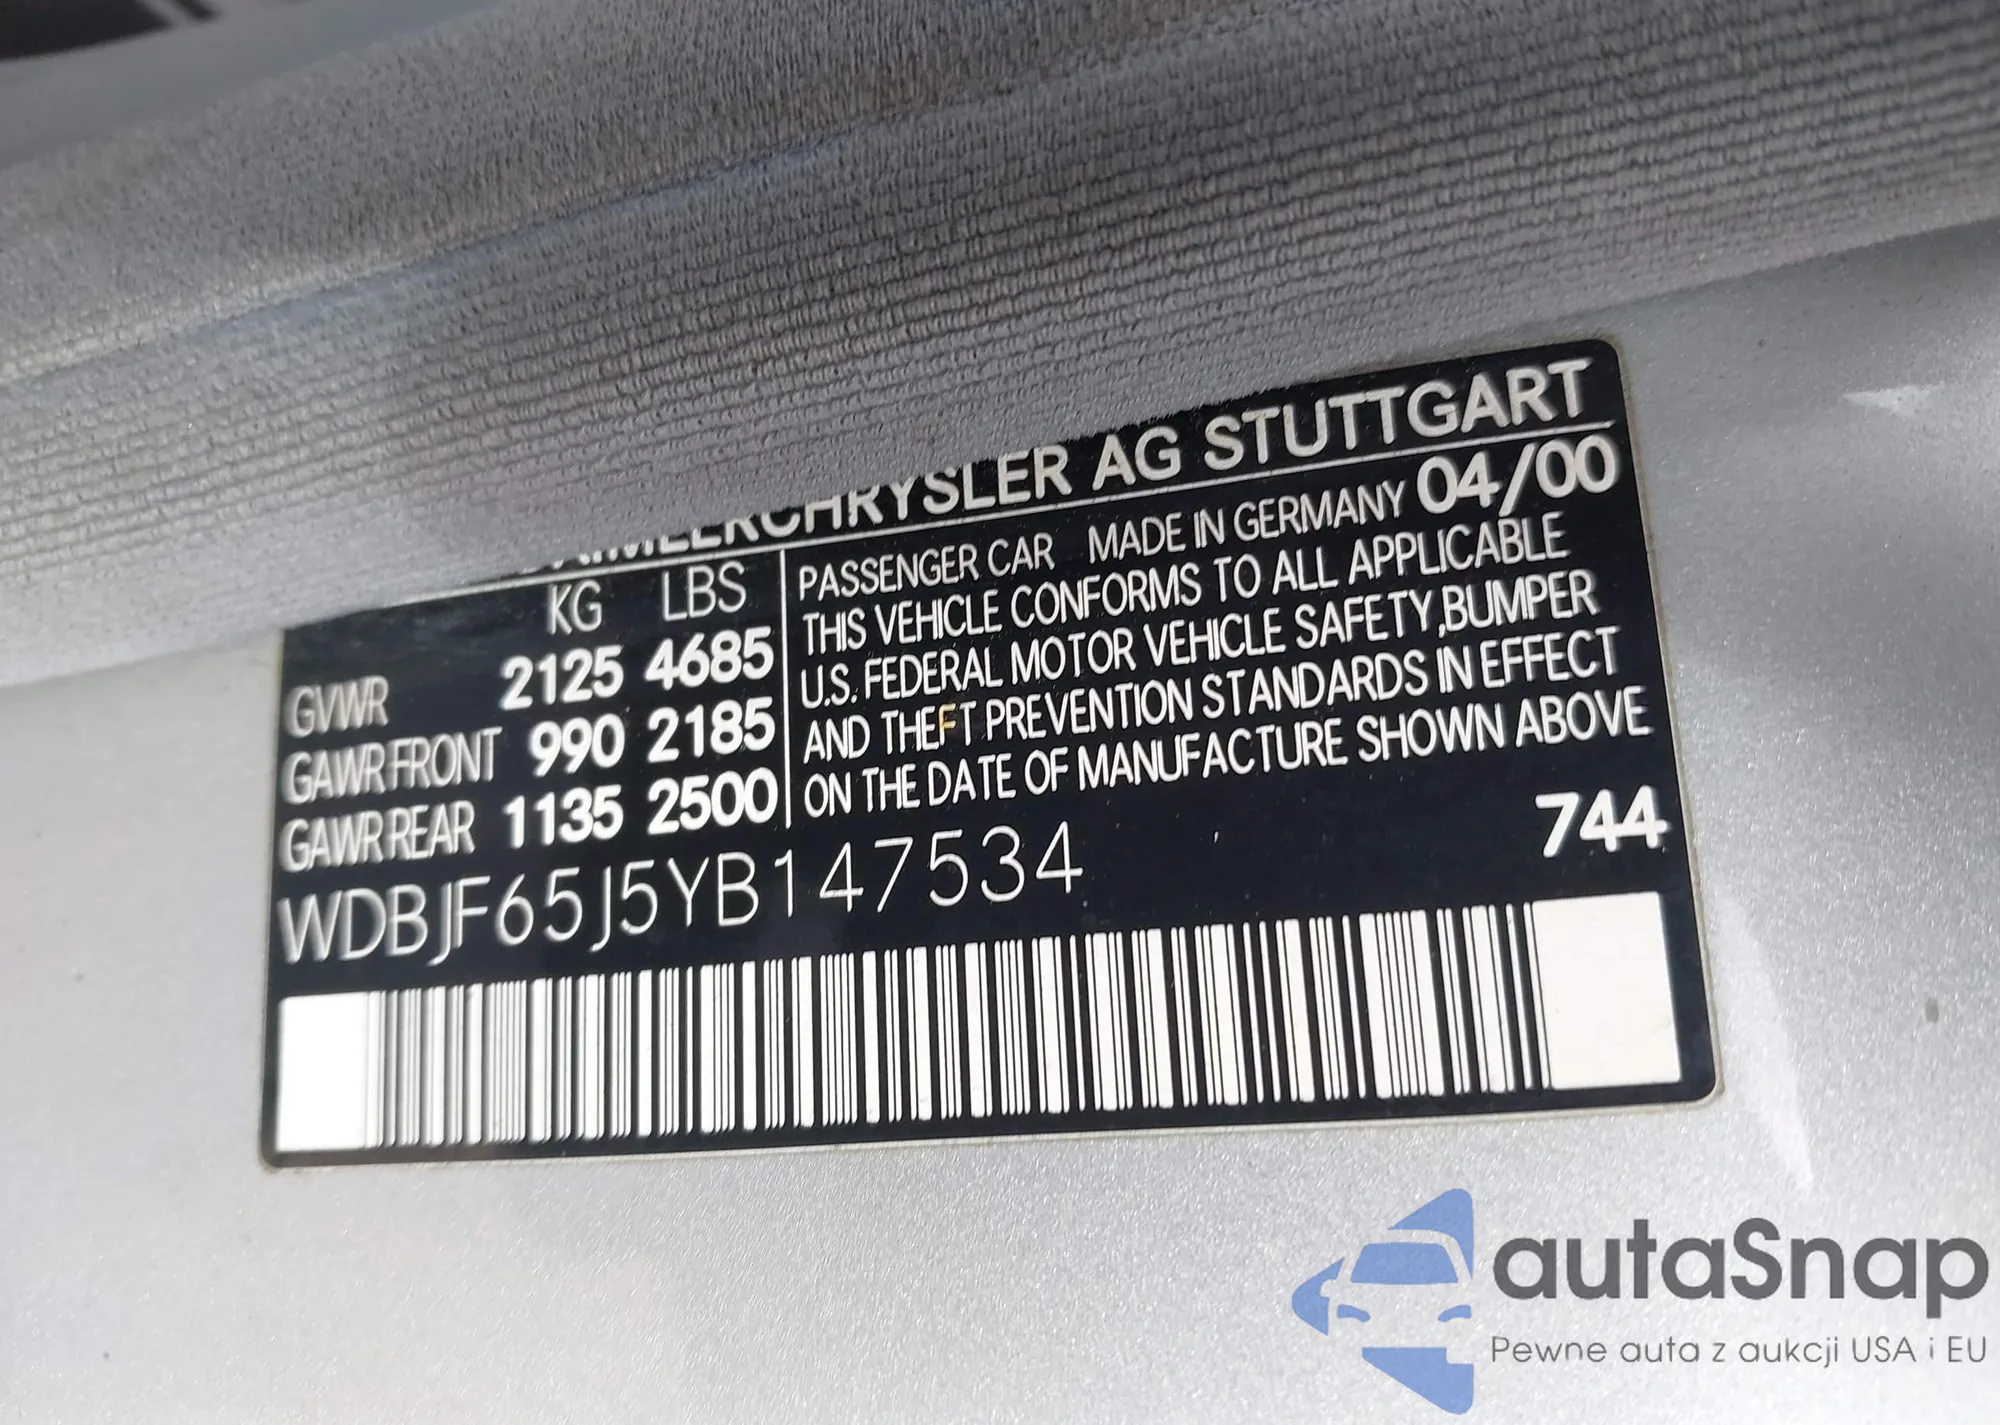 DAIMLERCHRYSLER AG STUTTGART
KG LBS
GVWR 2125 4685
GAWR FRONT 990 2185
GAWR REAR 1135 2500
PASSENGER CAR MADE IN GERMANY 04/00
THIS VEHICLE CONFORMS TO ALL APPLICABLE
U.S. FEDERAL MOTOR VEHICLE SAFETY, BUMPER
AND THEFT PREVENTION STANDARDS IN EFFECT
ON THE DATE OF MANUFACTURE SHOWN ABOVE
WDBJF65J5YB147534
744
autaSnap
Pewne auta z aukcji USA i EU